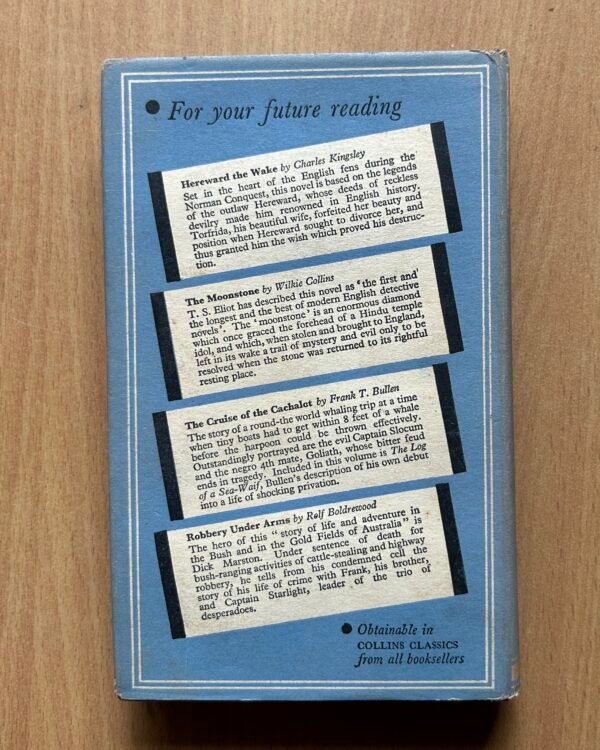 • For your future reading
Hereward the Wake by Charles Kingsley
Set in the heart of the English fens during the
Norman Conquest, this novel is based on the legends
of the outlaw Hereward, whose deeds of reckless
devilry made him renowned in English history.
Torfrida, his beautiful wife, forfeited her beauty and
position when Hereward sought to divorce her, and
thus granted him the wish which proved his destruc-
tion.
The Moonstone by Wilkie Collins
T. S. Eliot has described this novel as 'the first and
the longest and the best of modern English detective
novels'. The 'moonstone' is an enormous diamond
which once graced the forehead of a Hindu temple
idol, and which, when stolen and brought to England,
left in its wake a trail of mystery and evil only to be
resolved when the stone was returned to its rightful
resting place.
The Cruise of the Cachalot by Frank T. Bullen
The story of a round-the world whaling trip at a time
when tiny boats had to get within 8 feet of a whale
before the harpoon could be thrown effectively.
Outstandingly portrayed are the evil Captain Slocum
and the negro 4th mate, Goliath, whose bitter feud
ends in tragedy. Included in this volume is The Log
of a Sea-Waif, Bullen's description of his own debut
into a life of shocking privation.
Robbery Under Arms by Rolf Boldrewood
The hero of this "story of life and adventure in
the Bush and in the Gold Fields of Australia" is
Dick Marston. Under sentence of death for
bush-ranging activities of cattle-stealing and highway
robbery, he tells from his condemned cell the
story of his life of crime with Frank, his brother,
and Captain Starlight, leader of the trio of
desperadoes.
• Obtainable in
COLLINS CLASSICS
from all booksellers